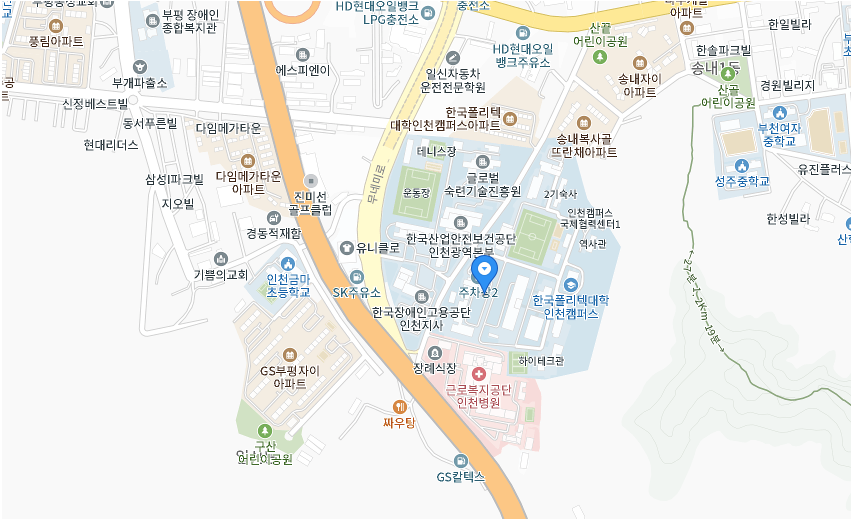 부평 장애인
종합복지관
HD현대오일뱅크
LPG충전소
충전소
아파트
풍림아파트
부개파출소
에스피엔이
일신자동차
운전전문학원
HD현대오일
뱅크주유소
산끝
어린이공원
송내자이
아파트
한솔파크빌
송내1동
한일빌라
산골
어린이공원
경원빌리지
신정베스트빌
동서푸른빌
현대리더스
다임메가타운
한국폴리텍
대학인천캠퍼스아파트
송내복사골
뜨란채아파트
부천여자
중학교
성주중학교
유진플러스
한성빌라
삼성I파크빌
지오빌
다임메가타운
아파트
진미선
골프클럽
무네미로
테니스장
운동장
글로벌
숙련기술진흥원
2기숙사
인천캠퍼스
국제협력센터1
역사관
경동적재함
유니클로
한국산업안전보건공단
인천광역본부
기쁨의교회
인천금마
초등학교
SK주유소
주차장2
한국폴리텍대학
인천캠퍼스
한국장애인고용공단
인천지사
GS부평자이
아파트
장례식장
하이테크관
근로복지공단
인천병원
짜우탕
구산
어린이공원
GS칼텍스